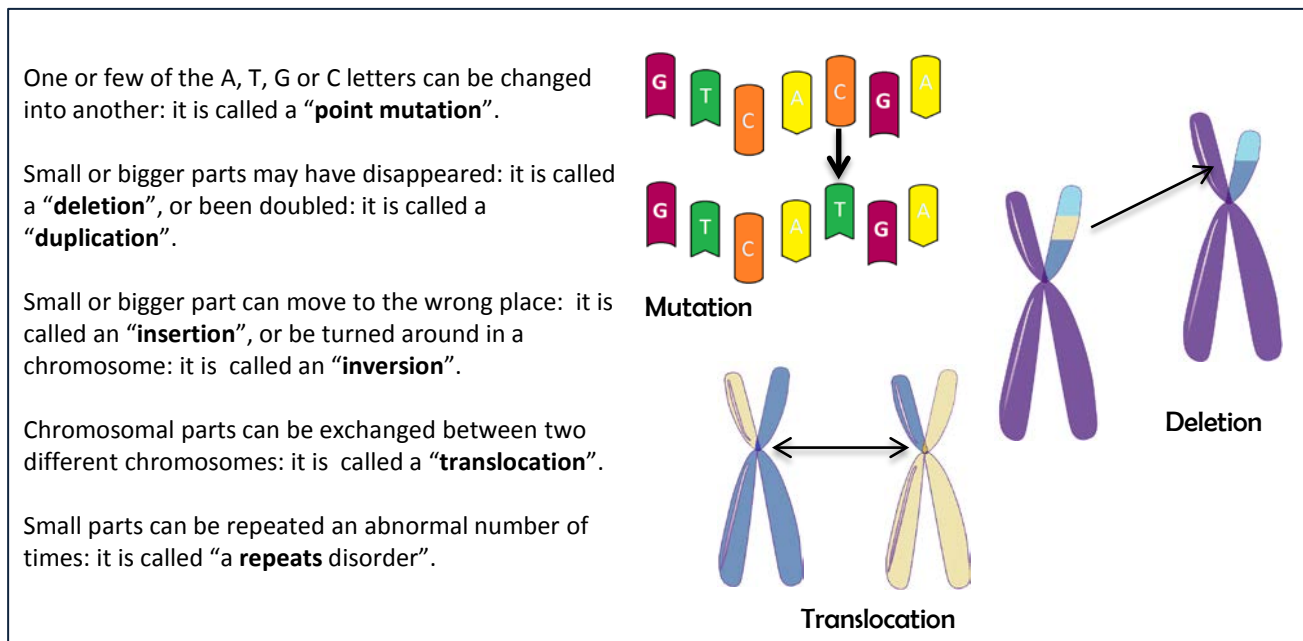 One or few of the A, T, G or C letters can be changed
into another: it is called a “point mutation”.
Small or bigger parts may have disappeared: it is called
a “deletion”, or been doubled: it is called a
“duplication”.
Small or bigger part can move to the wrong place:  it is
called an “insertion”, or be turned around in a
chromosome: it is  called an “inversion”.
Chromosomal parts can be exchanged between two
different chromosomes: it is  called a “translocation”.
Small parts can be repeated an abnormal number of
times: it is called “a repeats disorder”.
G T C A C G A
G T C A T G A
Mutation
Deletion
Translocation